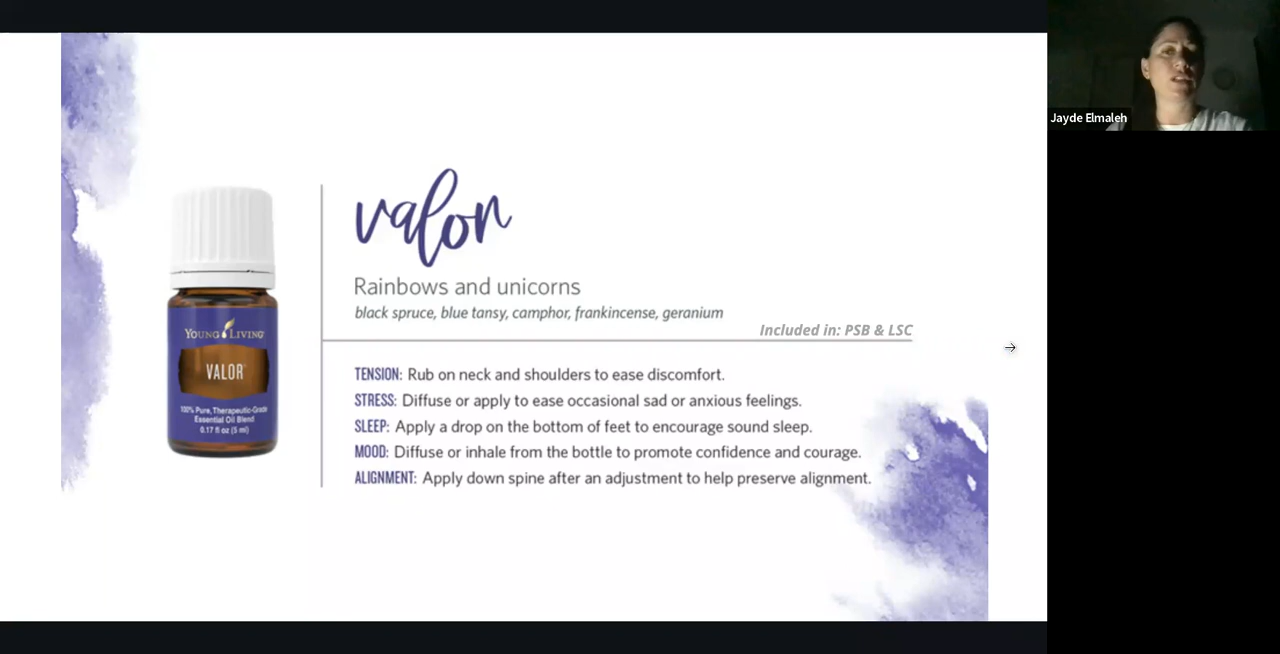 Jayde Elmaleh
valor
Rainbows and unicorns
black spruce, blue tansy, camphor, frankincense, geranium
Included in: PSB & LSC
TENSION: Rub on neck and shoulders to ease discomfort.
STRESS: Diffuse or apply to ease occasional sad or anxious feelings.
SLEEP: Apply a drop on the bottom of feet to encourage sound sleep.
MOOD: Diffuse or inhale from the bottle to promote confidence and courage.
ALIGNMENT: Apply down spine after an adjustment to help preserve alignment.
YOUNG LIVING
VALOR
100% Pure, Therapeutic-Grade
Essential Oil Blend
0.17 fl oz (5 ml)